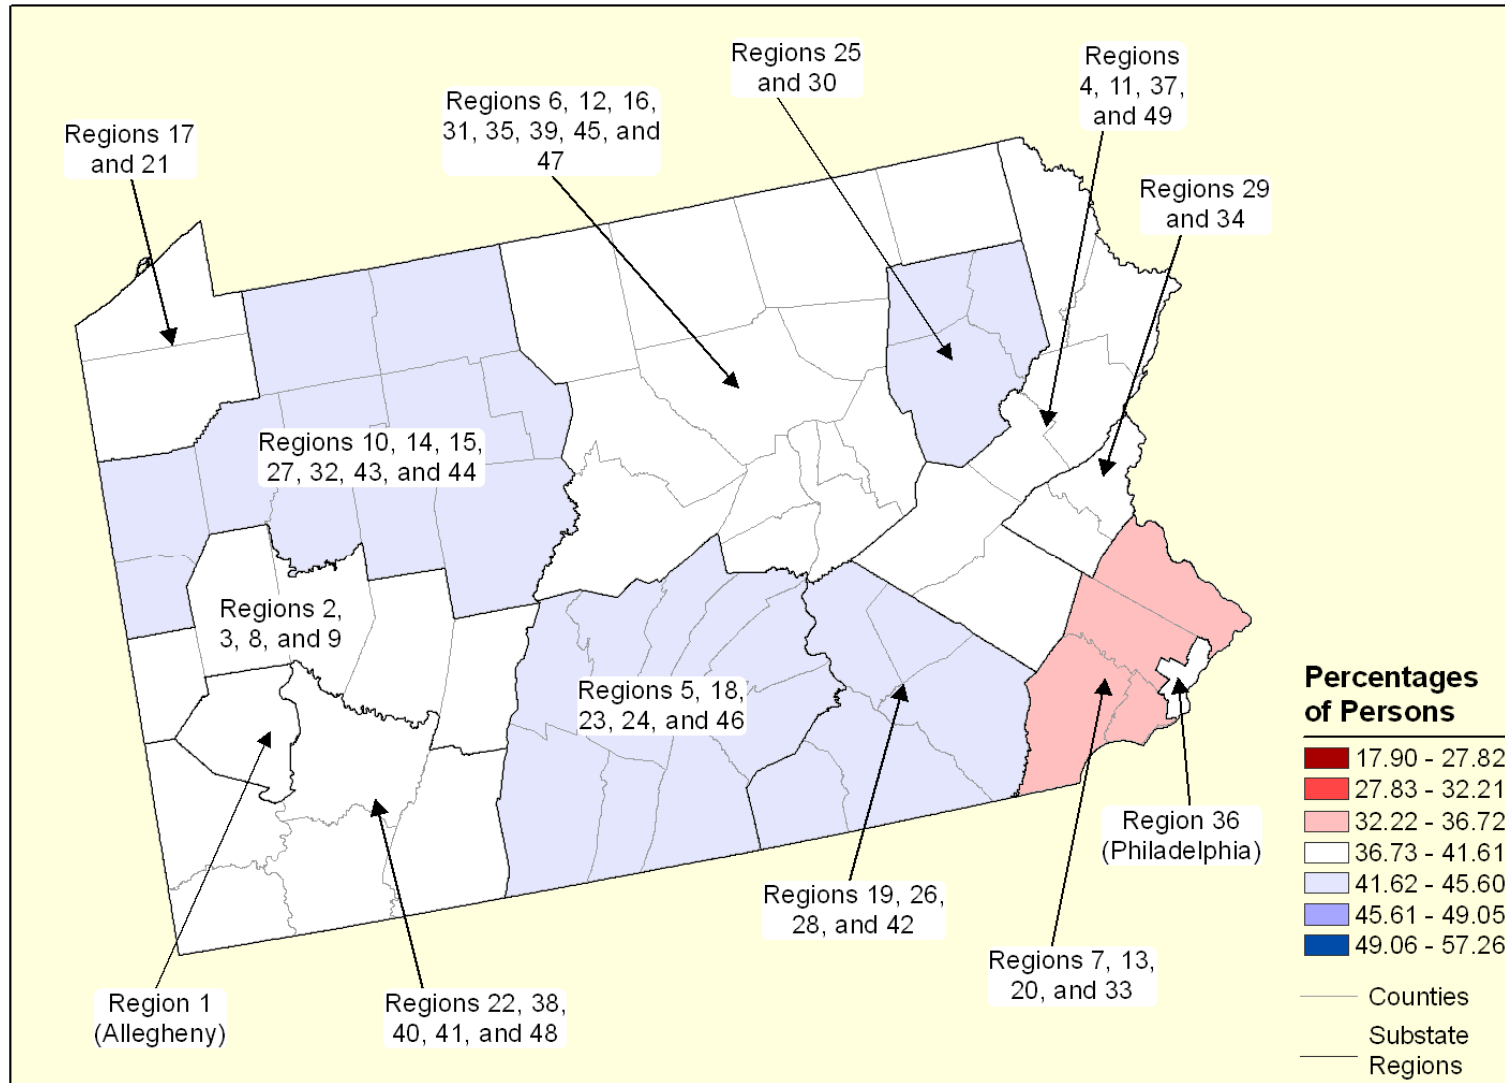 Regions 25
and 30
Regions
4, 11, 37,
and 49
Regions 6, 12, 16,
31, 35, 39, 45, and
47
Regions 17
and 21
Regions 29
and 34
Regions 10, 14, 15,
27, 32, 43, and 44
Regions 2,
3, 8, and 9
Regions 5, 18,
23, 24, and 46
Percentages
of Persons
17.90 - 27.82
27.83 - 32.21
32.22 - 36.72
36.73 - 41.61
41.62 - 45.60
45.61 - 49.05
49.06 - 57.26
Counties
Substate
Regions
Region 36
(Philadelphia)
Regions 19, 26,
28, and 42
Regions 7, 13,
20, and 33
Region 1
(Allegheny)
Regions 22, 38,
40, 41, and 48